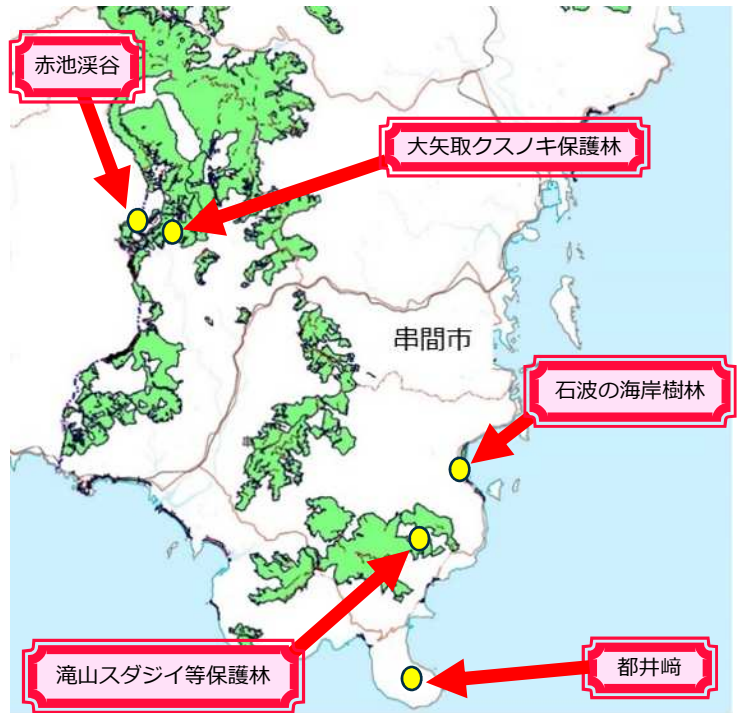 赤池渓谷
大矢取クスノキ保護林
串間市
石波の海岸樹林
滝山スダジイ等保護林
都井﨑